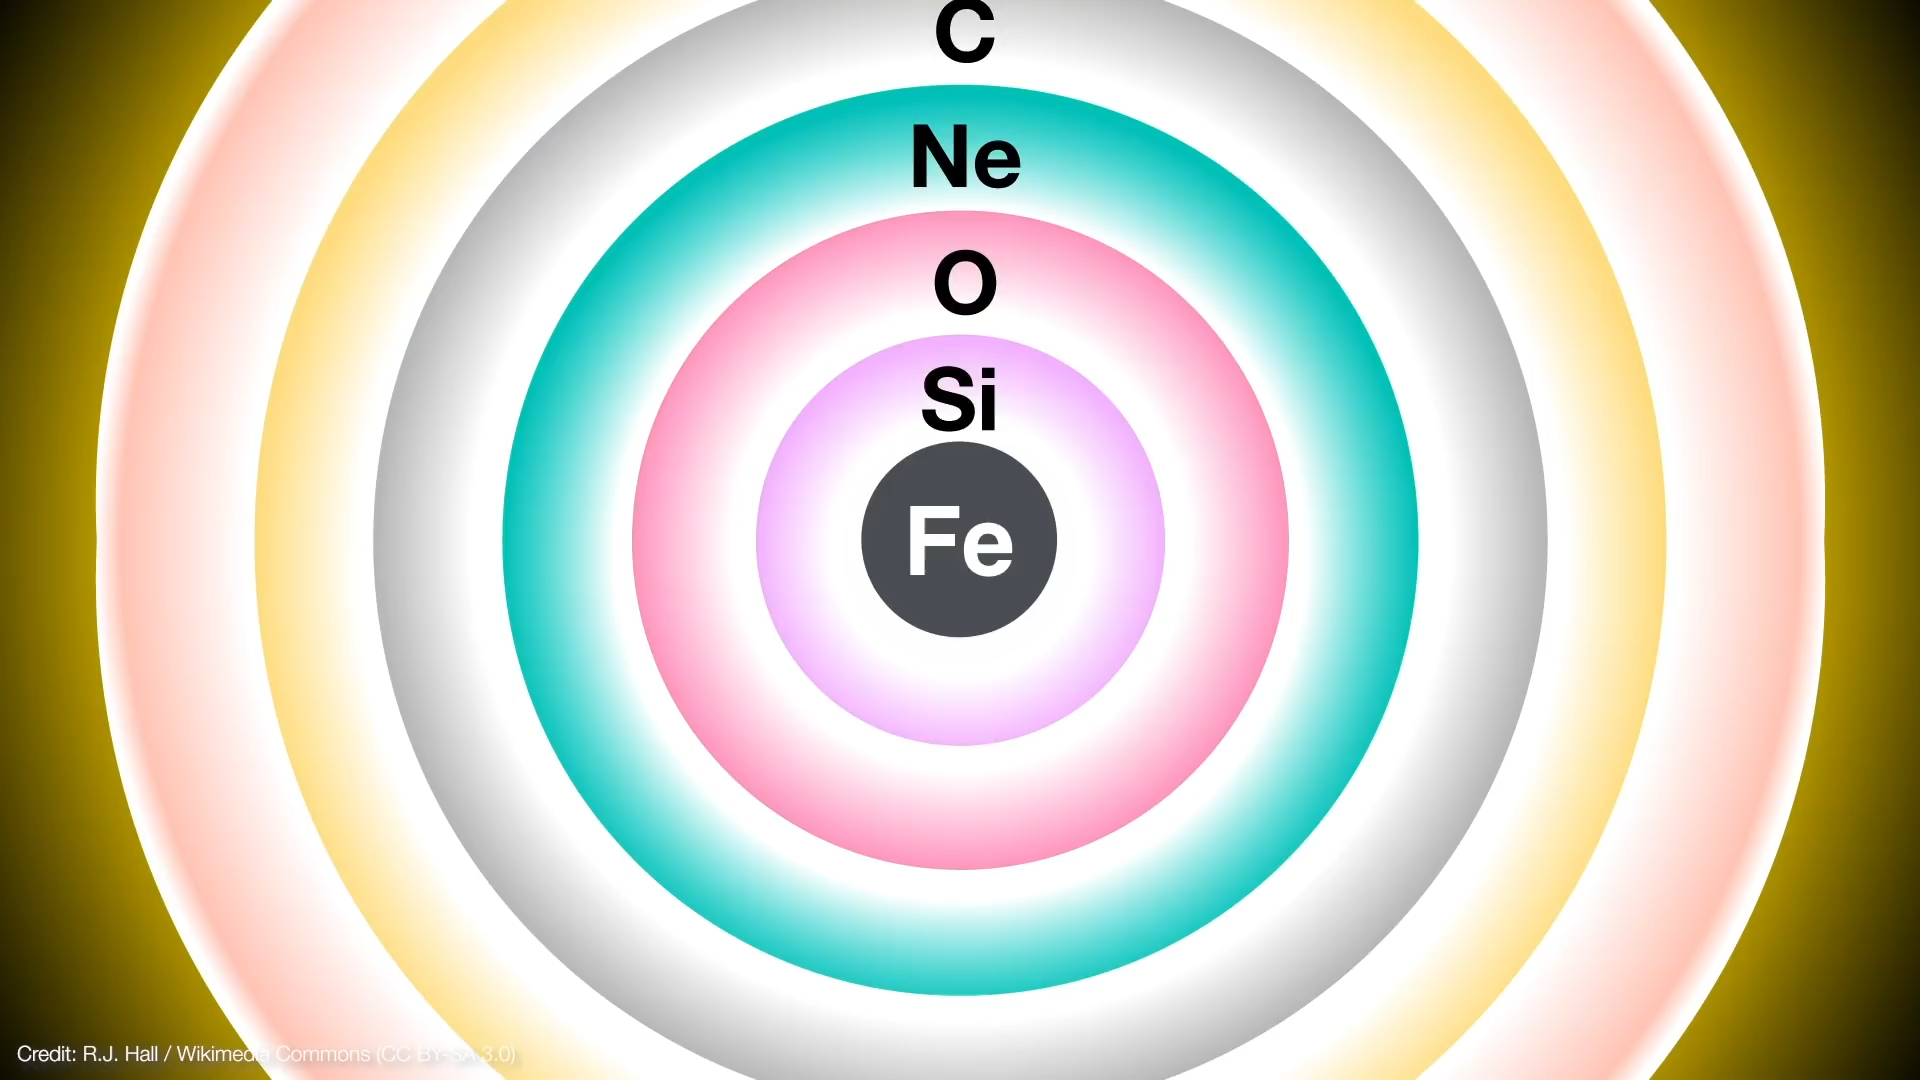 C
Ne
O
Si
Fe
Credit: R.J. Hall / Wikimedia Commons (CC BY-SA 3.0)